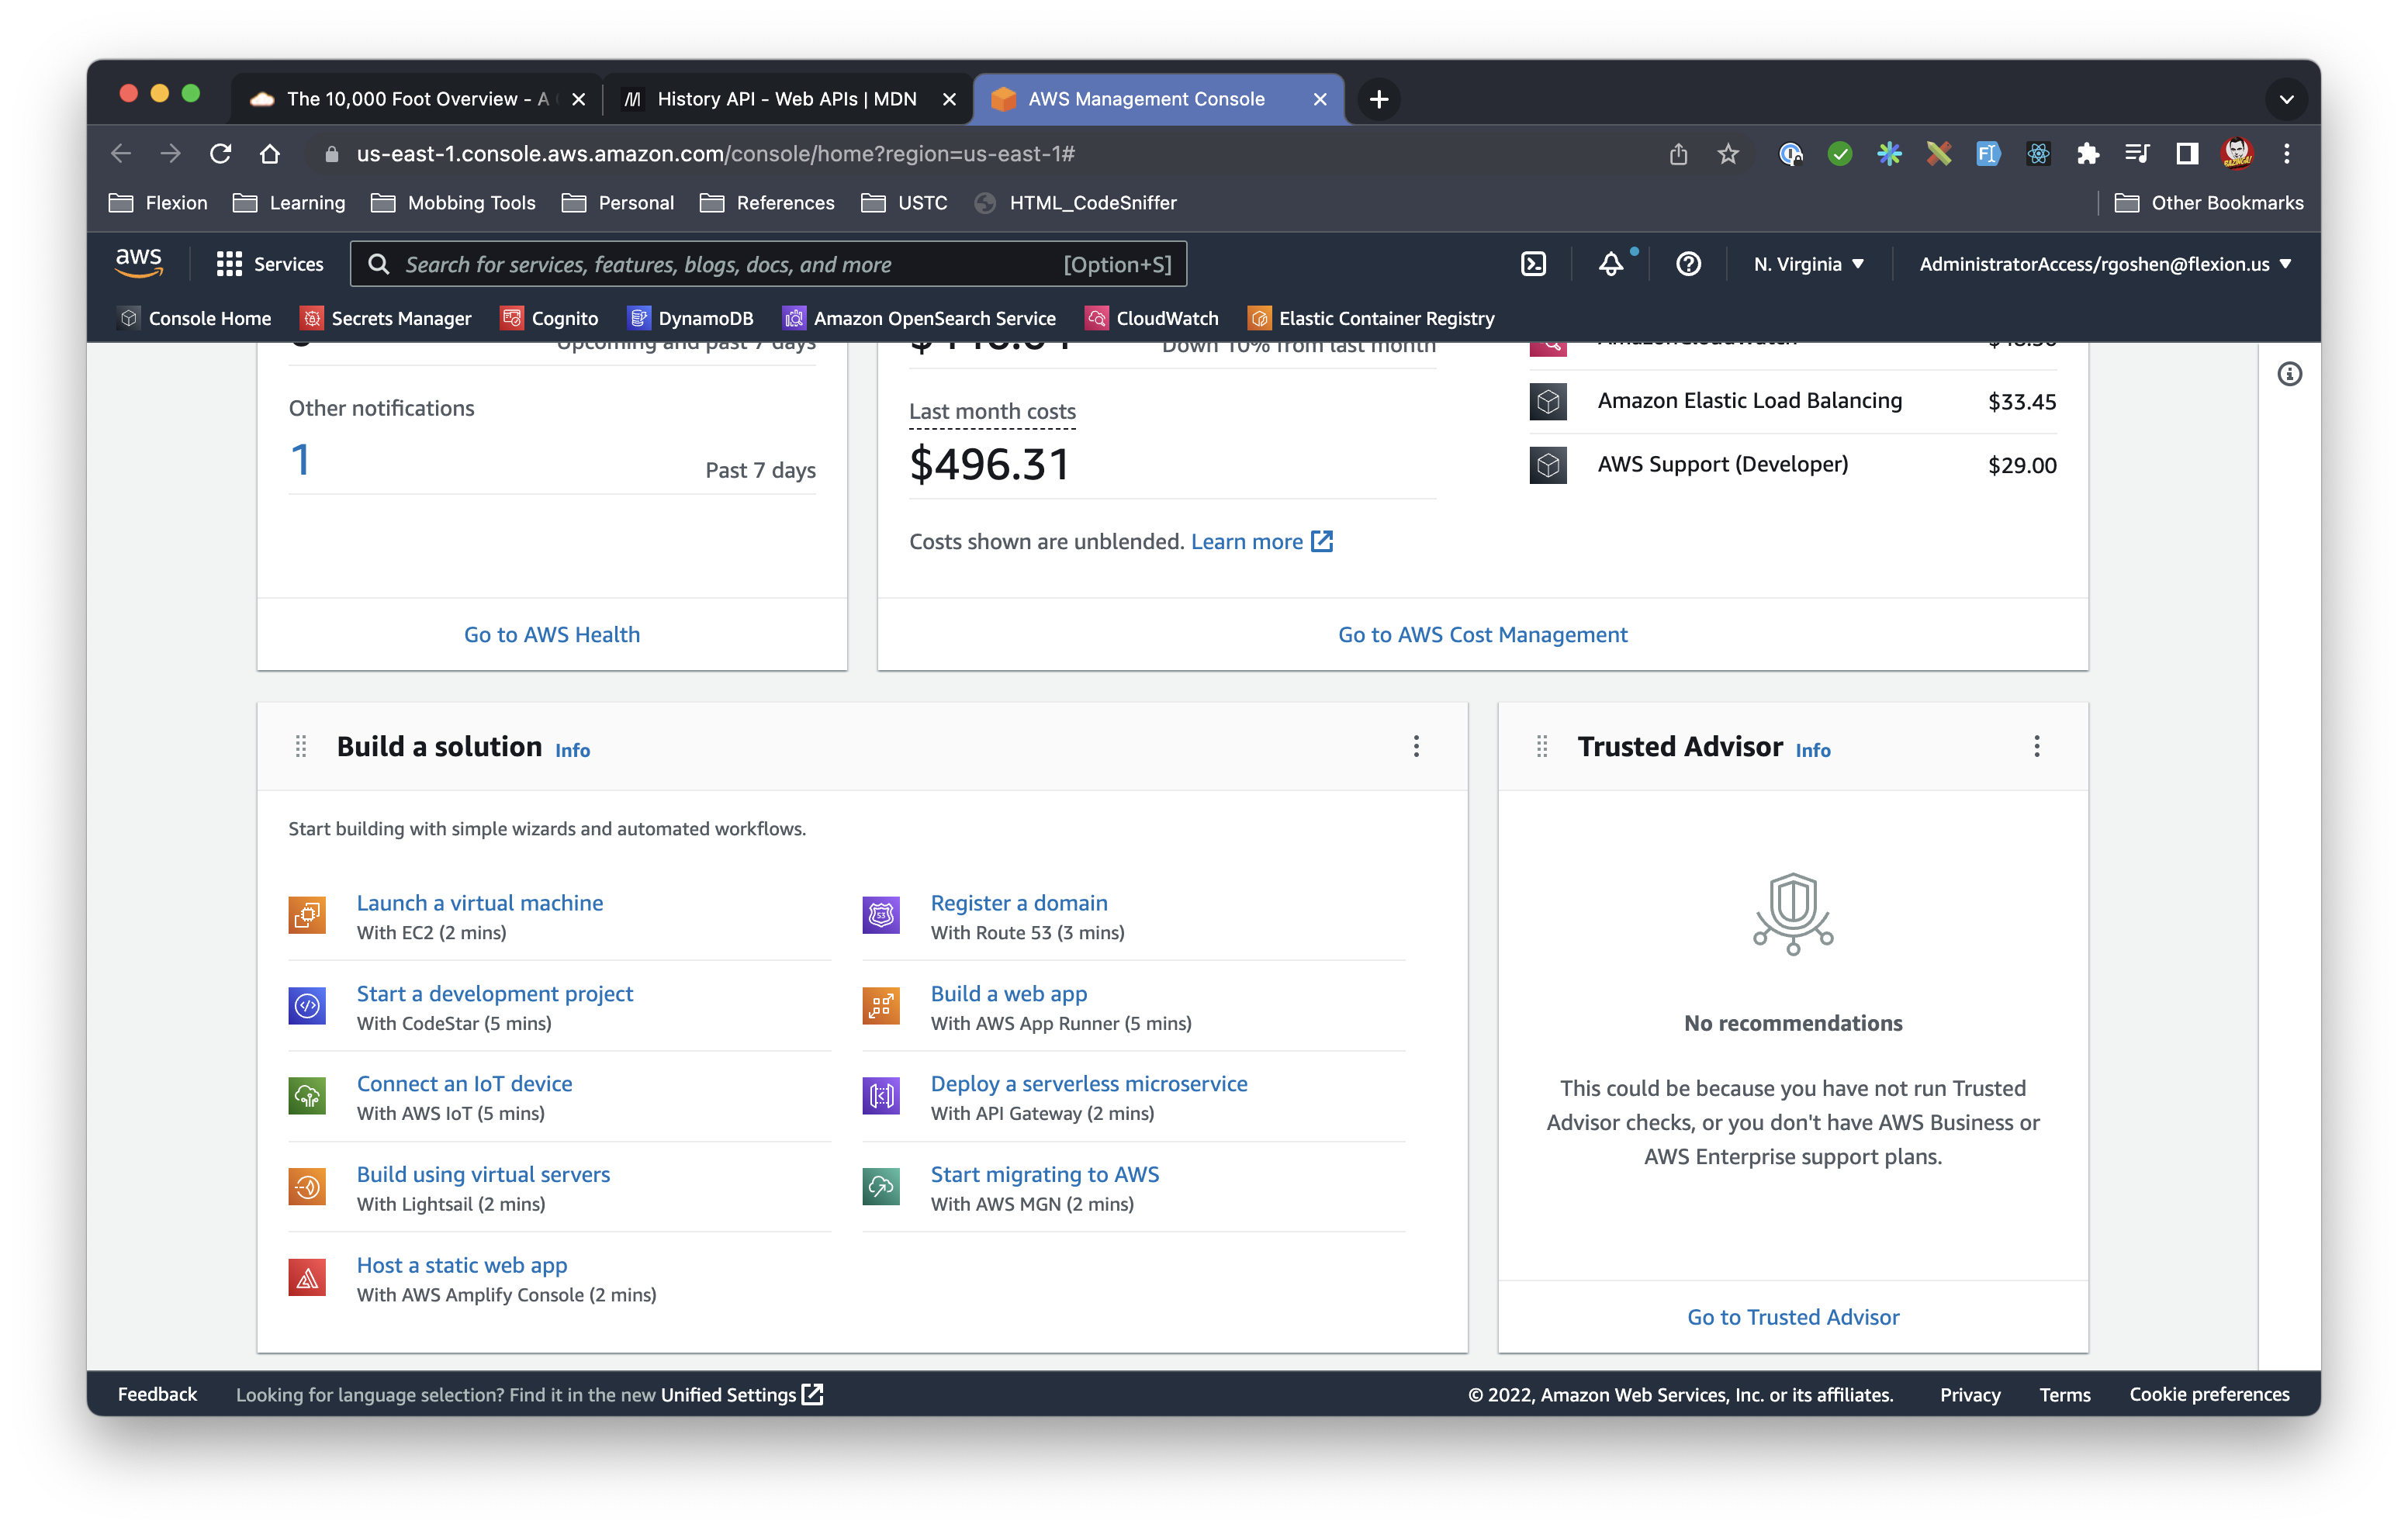 The 10,000 Foot Overview - A
History API - Web APIs | MDN
AWS Management Console
us-east-1.console.aws.amazon.com/console/home?region=us-east-1#
Flexion
Learning
Mobbing Tools
Personal
References
USTC
HTML_CodeSniffer
Other Bookmarks
aws
Services
Search for services, features, blogs, docs, and more
[Option+S]
N. Virginia
AdministratorAccess/rgoshen@flexion.us
Console Home
Secrets Manager
Cognito
DynamoDB
Amazon OpenSearch Service
CloudWatch
Elastic Container Registry
Upcoming and past 7 days
Down 10% from last month
Other notifications
1
Past 7 days
Last month costs
$496.31
Costs shown are unblended. Learn more
Amazon Elastic Load Balancing
$33.45
AWS Support (Developer)
$29.00
Go to AWS Health
Go to AWS Cost Management
Build a solution Info
Start building with simple wizards and automated workflows.
Launch a virtual machine
With EC2 (2 mins)
Register a domain
With Route 53 (3 mins)
Start a development project
With CodeStar (5 mins)
Build a web app
With AWS App Runner (5 mins)
Connect an IoT device
With AWS IoT (5 mins)
Deploy a serverless microservice
With API Gateway (2 mins)
Build using virtual servers
With Lightsail (2 mins)
Start migrating to AWS
With AWS MGN (2 mins)
Host a static web app
With AWS Amplify Console (2 mins)
Trusted Advisor Info
No recommendations
This could be because you have not run Trusted
Advisor checks, or you don't have AWS Business or
AWS Enterprise support plans.
Go to Trusted Advisor
Feedback
Looking for language selection? Find it in the new Unified Settings
© 2022, Amazon Web Services, Inc. or its affiliates.
Privacy
Terms
Cookie preferences